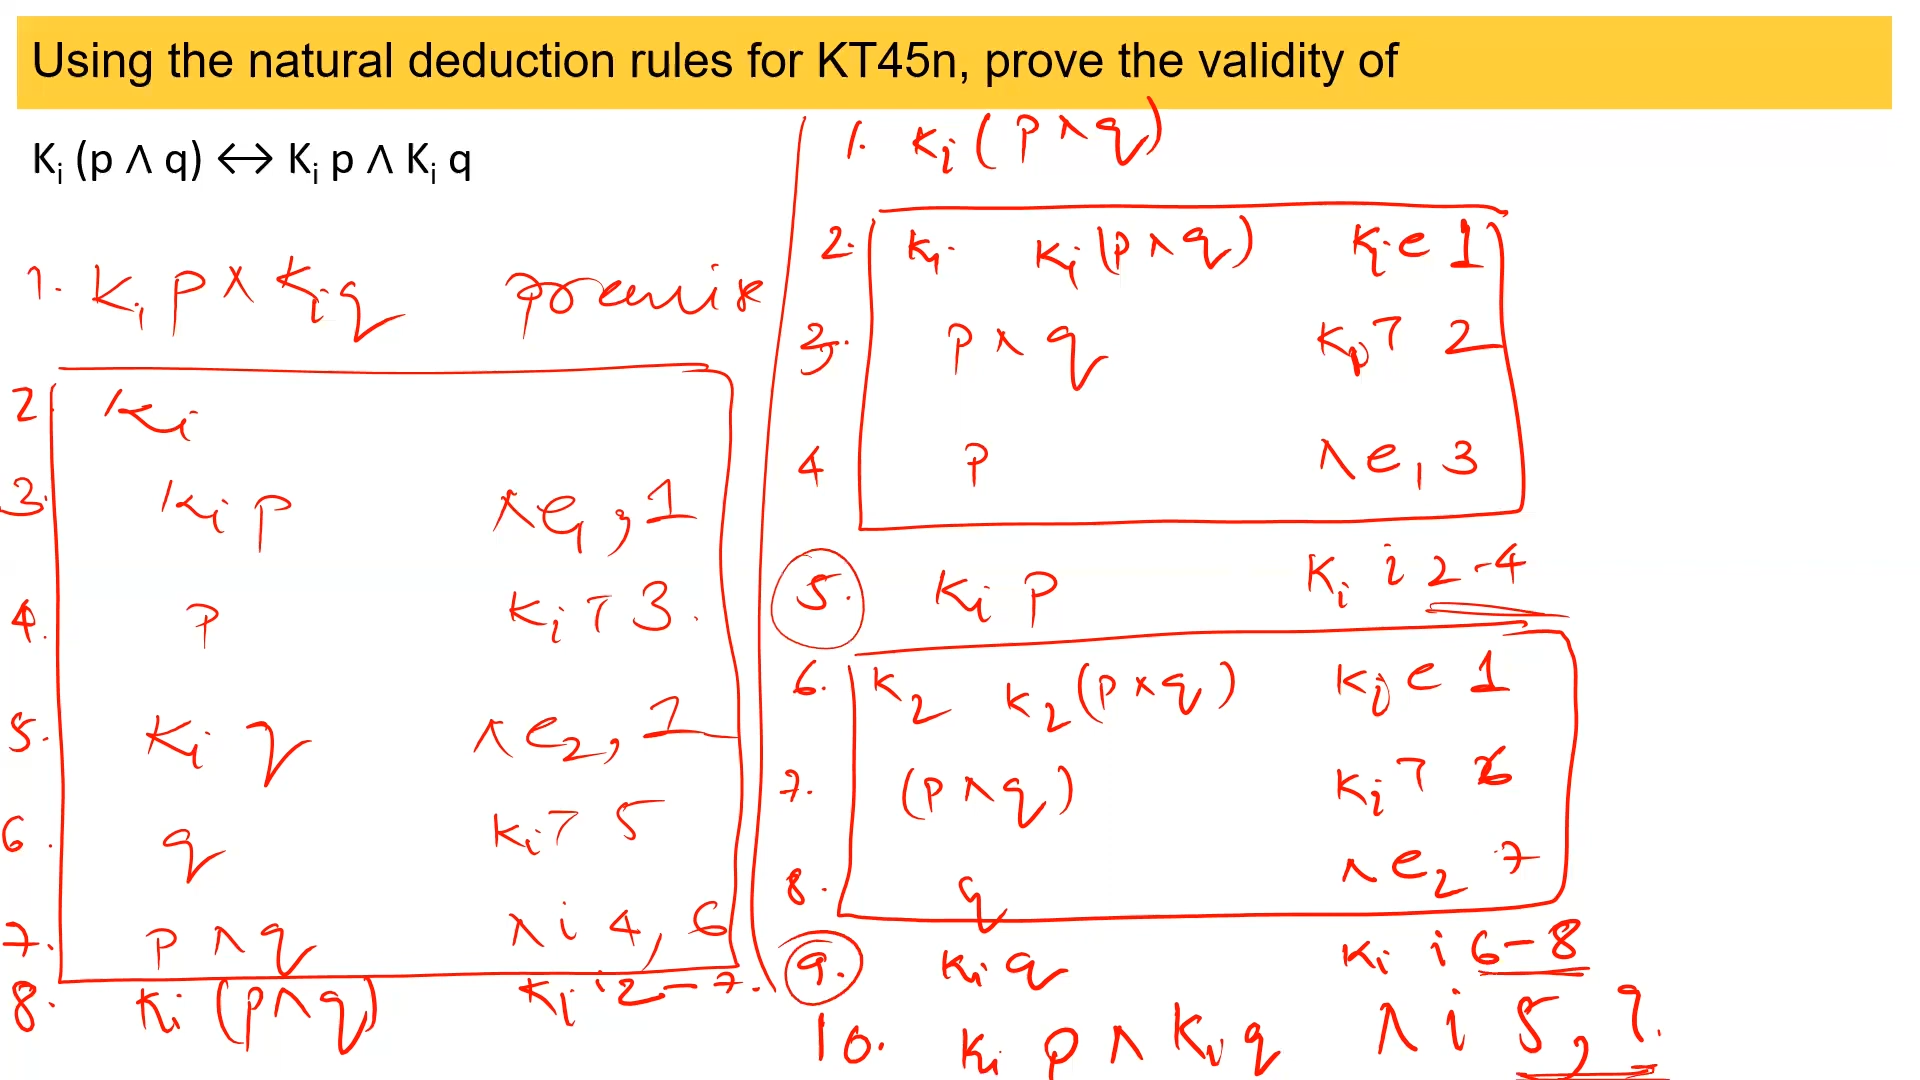 Using the natural deduction rules for KT45n, prove the validity of
Ki (p ∧ q) ↔ Ki p ∧ Ki q
1. Ki p ∧ Ki q premise
2 Ki
3. Ki p ∧e1, 1
4. p KiT 3.
5. Ki q ∧e2, 1
6. q KiT 5
7. p ∧ q ∧i 4, 6
8. Ki (p ∧ q) Ki i 2-7.
1. Ki (p ∧ q)
2. Ki Ki (p ∧ q) Ki e 1
3. p ∧ q KpT 2
4 p ∧e1 3
5. Ki p Ki i 2-4
6. K2 K2 (p ∧ q) Ki e 1
7. (p ∧ q) KiT 6
8. q ∧e2 7
9. Ki q Ki i 6-8
10. Ki p ∧ Ki q ∧i 5, 9.